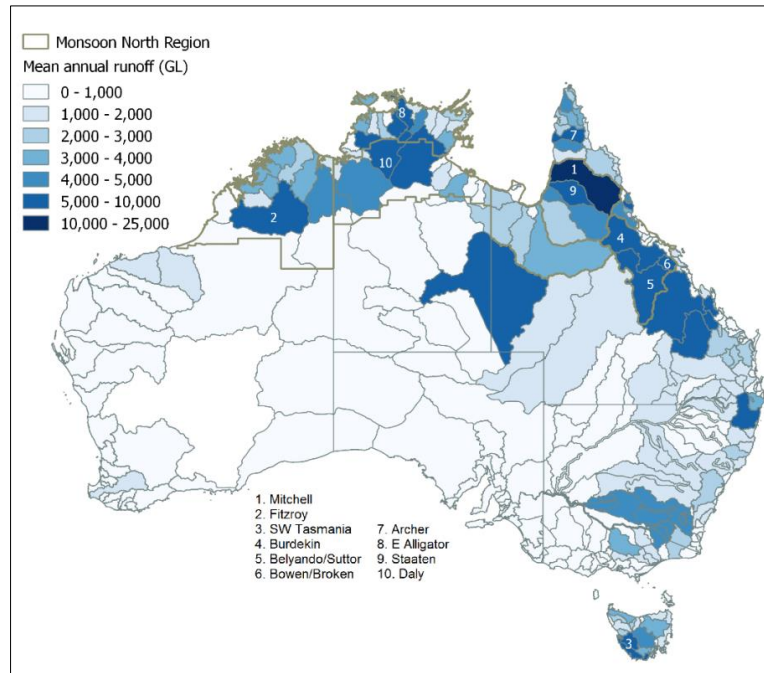 Monsoon North Region
Mean annual runoff (GL)
0 - 1,000
1,000 - 2,000
2,000 - 3,000
3,000 - 4,000
4,000 - 5,000
5,000 - 10,000
10,000 - 25,000
8
7
10
1
9
2
4
6
5
1. Mitchell
2. Fitzroy
3. SW Tasmania
4. Burdekin
5. Belyando/Suttor
6. Bowen/Broken
7. Archer
8. E Alligator
9. Staaten
10. Daly
3